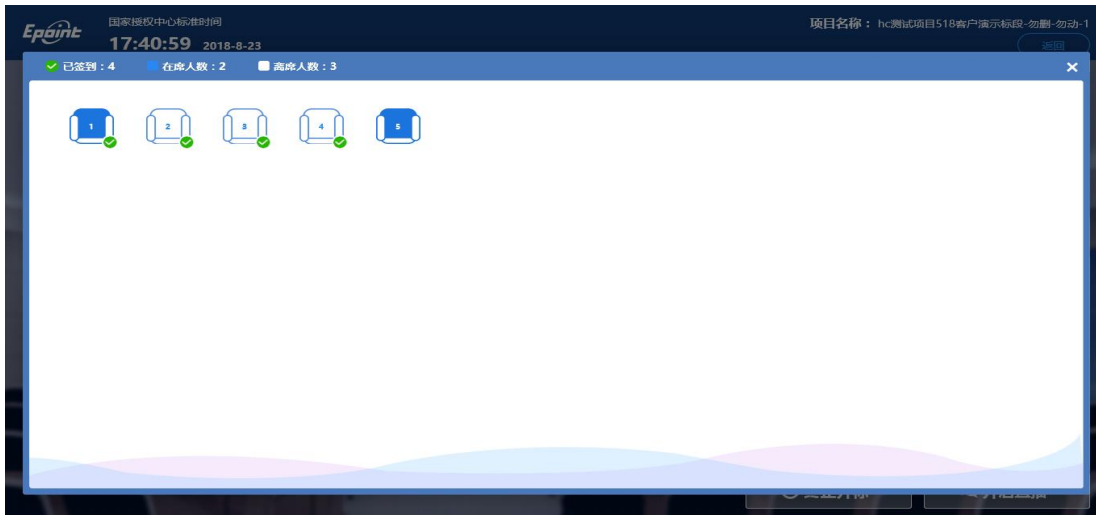 Epoint
国家授权中心标准时间
17:40:59 2018-8-23
项目名称： hc测试项目518客户演示标段-勿删-勿动-1
返回
已签到：4 在席人数：2 离席人数：3
1 2 3 4 5